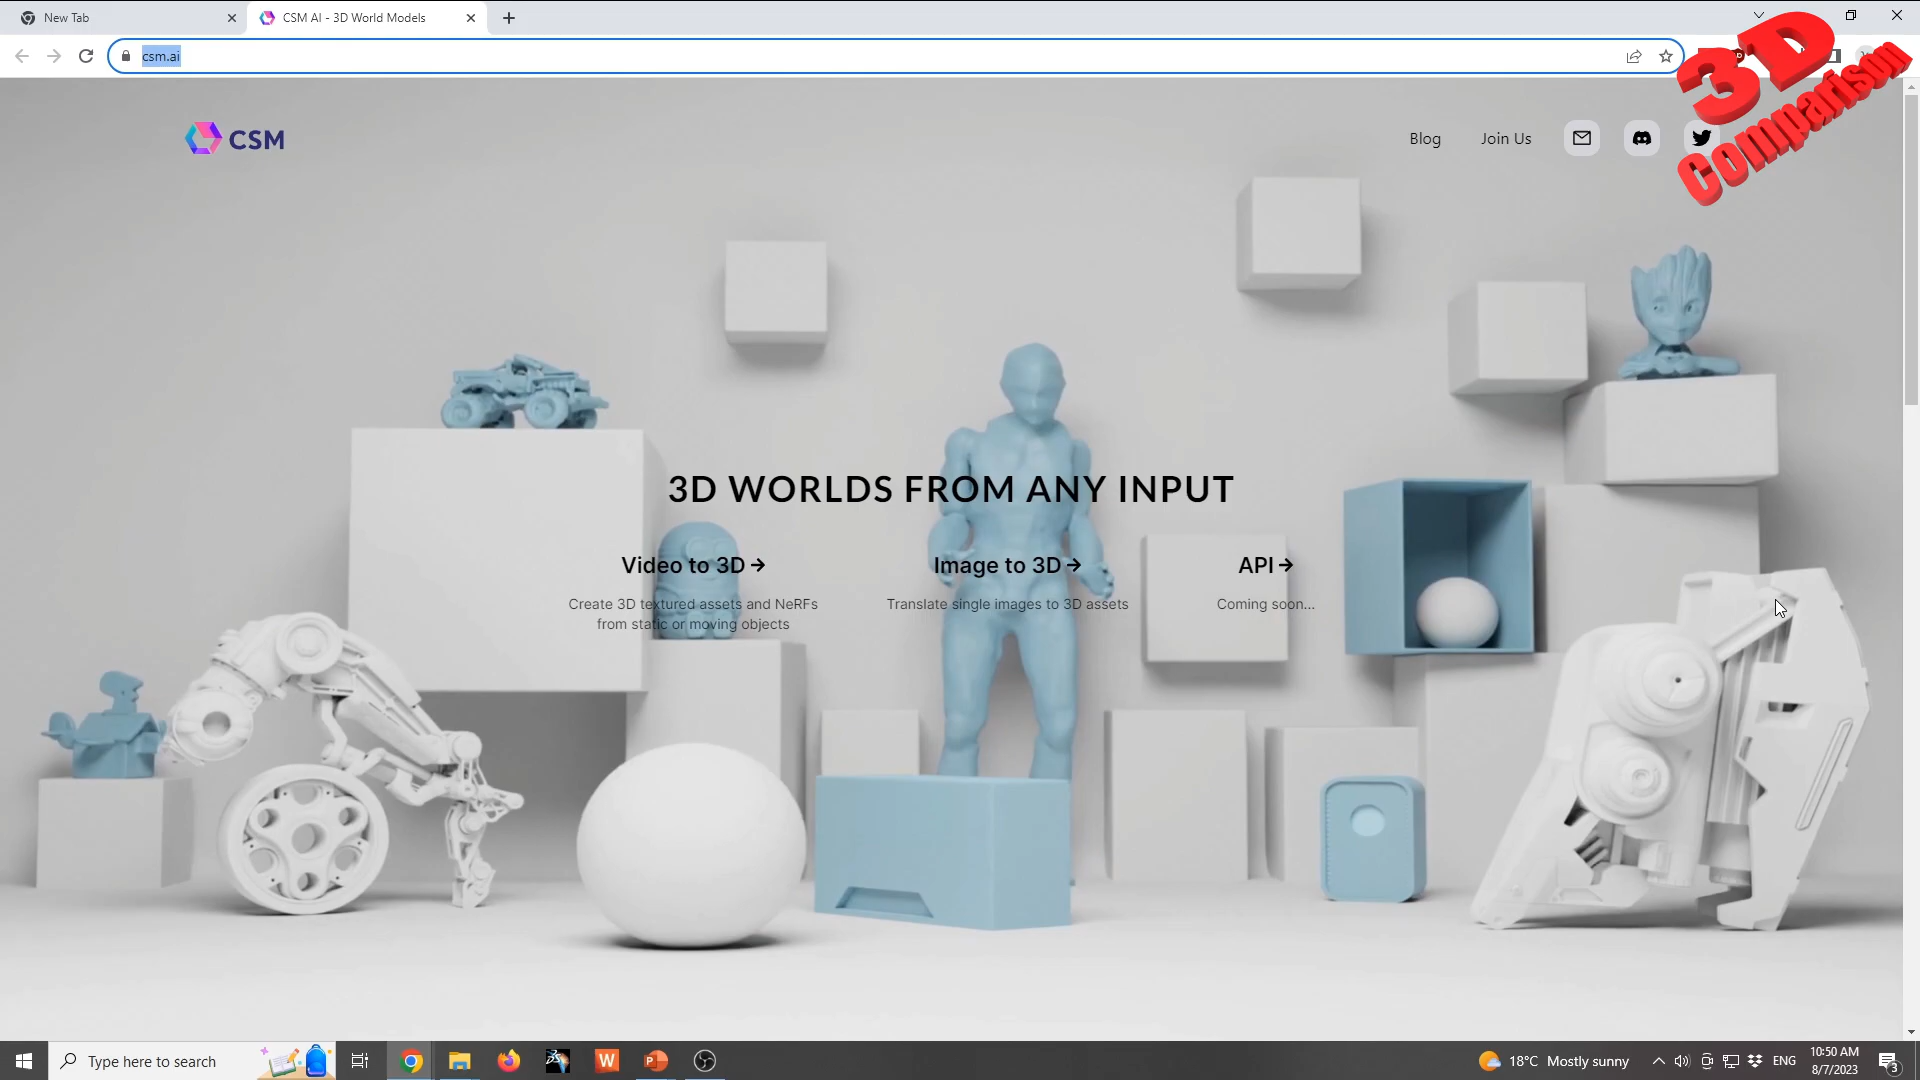 New Tab
CSM AI - 3D World Models
csm.ai
3D
Comparison
CSM
Blog
Join Us
3D WORLDS FROM ANY INPUT
Video to 3D →
Create 3D textured assets and NeRFs
from static or moving objects
Image to 3D →
Translate single images to 3D assets
API →
Coming soon...
Type here to search
W
P
18°C Mostly sunny
ENG
10:50 AM
8/7/2023
3